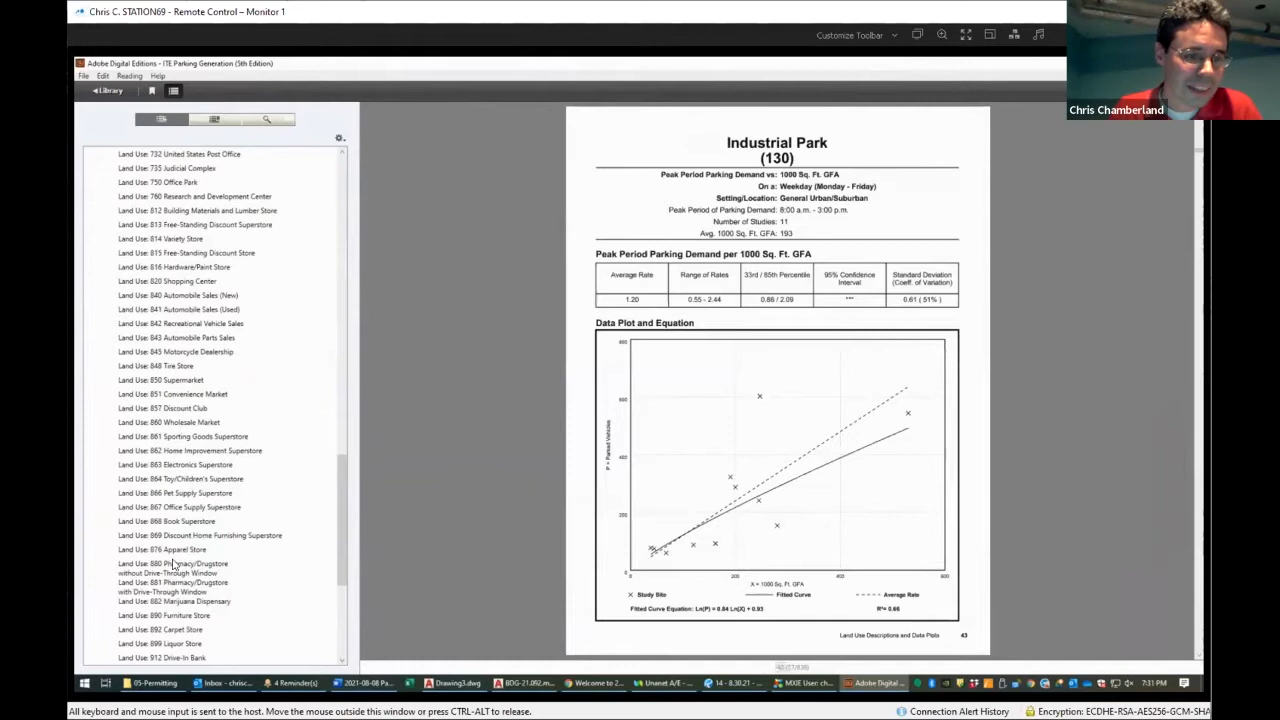 Chris C. STATION69 - Remote Control – Monitor 1
Customize Toolbar
Chris Chamberland
Adobe Digital Editions - ITE Parking Generation (5th Edition)
File Edit Reading Help
Library
Land Use: 732 United States Post Office
Land Use: 735 Judicial Complex
Land Use: 750 Office Park
Land Use: 760 Research and Development Center
Land Use: 812 Building Materials and Lumber Store
Land Use: 813 Free-Standing Discount Superstore
Land Use: 814 Variety Store
Land Use: 815 Free-Standing Discount Store
Land Use: 816 Hardware/Paint Store
Land Use: 820 Shopping Center
Land Use: 840 Automobile Sales (New)
Land Use: 841 Automobile Sales (Used)
Land Use: 842 Recreational Vehicle Sales
Land Use: 843 Automobile Parts Sales
Land Use: 845 Motorcycle Dealership
Land Use: 848 Tire Store
Land Use: 850 Supermarket
Land Use: 851 Convenience Market
Land Use: 857 Discount Club
Land Use: 860 Wholesale Market
Land Use: 861 Sporting Goods Superstore
Land Use: 862 Home Improvement Superstore
Land Use: 863 Electronics Superstore
Land Use: 864 Toy/Children's Superstore
Land Use: 866 Pet Supply Superstore
Land Use: 867 Office Supply Superstore
Land Use: 868 Book Superstore
Land Use: 869 Discount Home Furnishing Superstore
Land Use: 876 Apparel Store
Land Use: 880 Pharmacy/Drugstore
without Drive-Through Window
Land Use: 881 Pharmacy/Drugstore
with Drive-Through Window
Land Use: 882 Marijuana Dispensary
Land Use: 890 Furniture Store
Land Use: 892 Carpet Store
Land Use: 899 Liquor Store
Land Use: 912 Drive-In Bank
Industrial Park
(130)
Peak Period Parking Demand vs: 1000 Sq. Ft. GFA
On a: Weekday (Monday - Friday)
Setting/Location: General Urban/Suburban
Peak Period of Parking Demand: 8:00 a.m. - 3:00 p.m.
Number of Studies: 11
Avg. 1000 Sq. Ft. GFA: 193
Peak Period Parking Demand per 1000 Sq. Ft. GFA
Average Rate Range of Rates 33rd / 85th Percentile 95% Confidence Interval Standard Deviation (Coeff. of Variation)
1.20 0.55 - 2.44 0.86 / 2.09 *** 0.61 ( 51% )
Data Plot and Equation
800
600
400
200
0
P = Parked Vehicles
0 200 400 600
X = 1000 Sq. Ft. GFA
Study Site Fitted Curve Average Rate
Fitted Curve Equation: Ln(P) = 0.84 Ln(X) + 0.93 R²= 0.66
Land Use Descriptions and Data Plots 43
05-Permitting Inbox - chrisc... 4 Reminder(s) 2021-08-08 Pa... Drawing3.dwg BDG-21.092.m... Welcome to 2... Unanet A/E - ... 14 - 8.30.21 - ... MXIE User: ch... Adobe Digital ... 7:31 PM
All keyboard and mouse input is sent to the host. Move the mouse outside this window or press CTRL-ALT to release.
Connection Alert History
Encryption: ECDHE-RSA-AES256-GCM-SHA